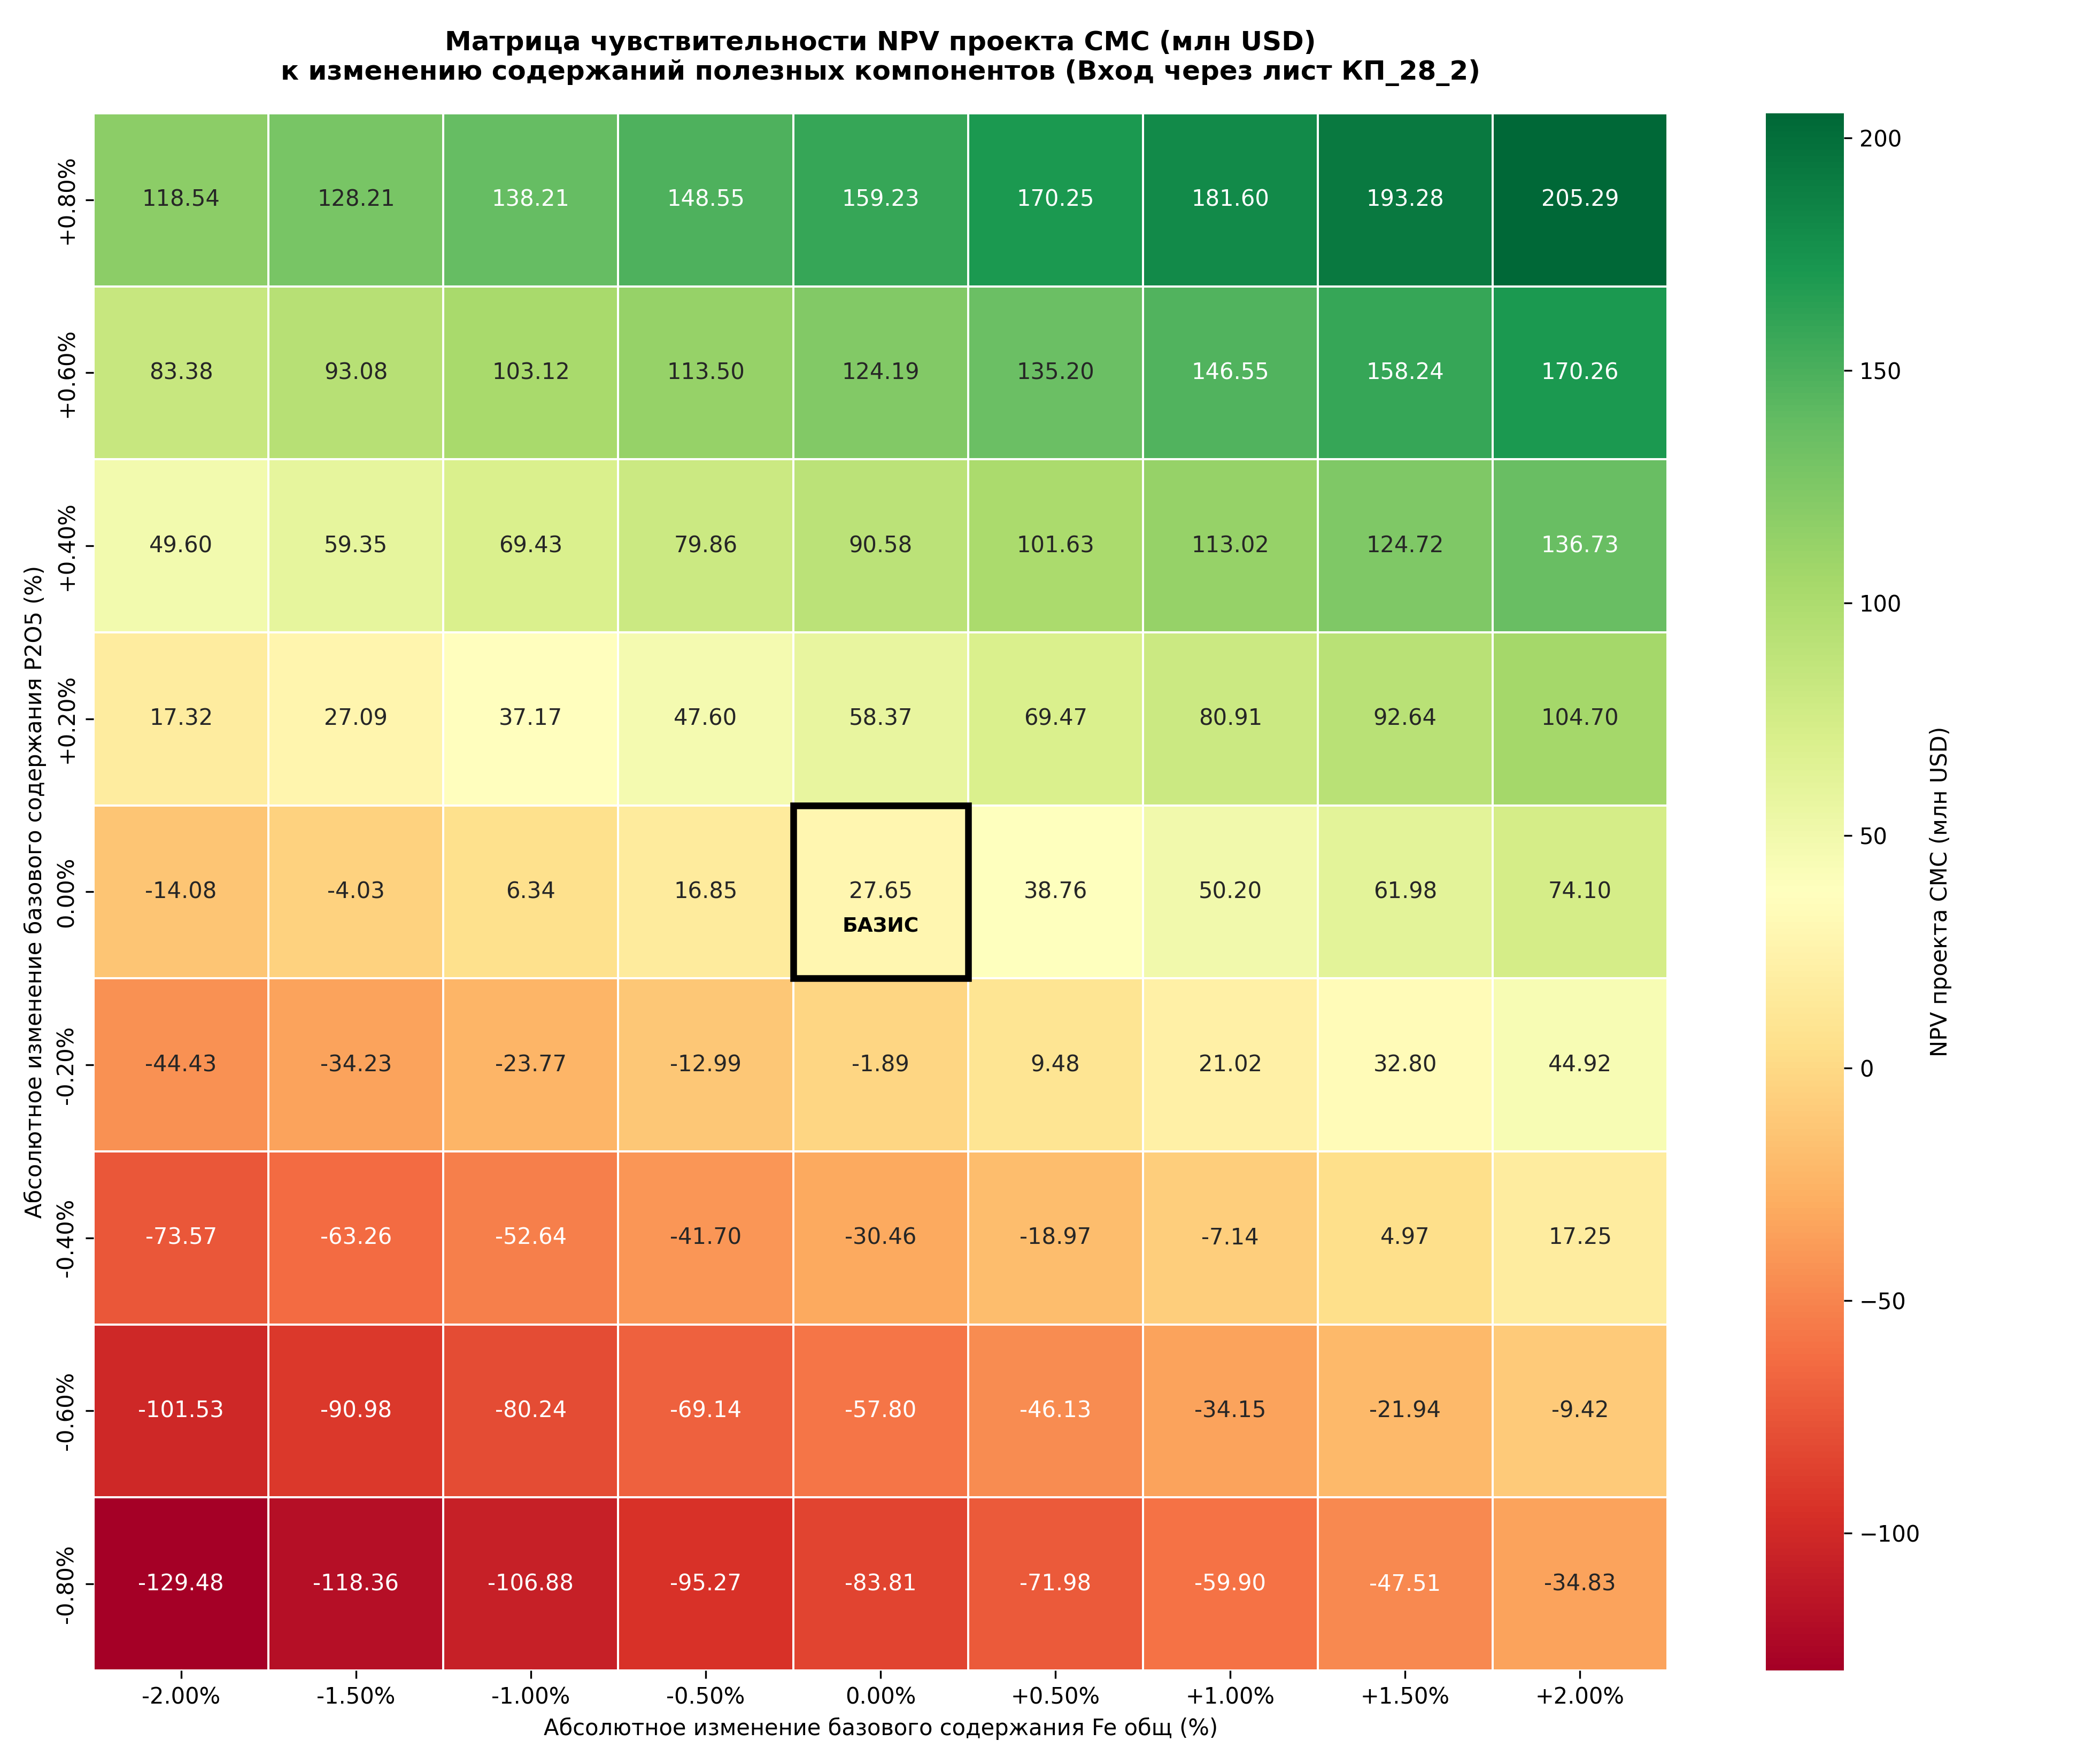 Матрица чувствительности NPV проекта СМС (млн USD)
к изменению содержаний полезных компонентов (Вход через лист КП_28_2)
Абсолютное изменение базового содержания P2O5 (%)
+0.80% 118.54 128.21 138.21 148.55 159.23 170.25 181.60 193.28 205.29
+0.60% 83.38 93.08 103.12 113.50 124.19 135.20 146.55 158.24 170.26
+0.40% 49.60 59.35 69.43 79.86 90.58 101.63 113.02 124.72 136.73
+0.20% 17.32 27.09 37.17 47.60 58.37 69.47 80.91 92.64 104.70
0.00% -14.08 -4.03 6.34 16.85 27.65 38.76 50.20 61.98 74.10
БАЗИС
-0.20% -44.43 -34.23 -23.77 -12.99 -1.89 9.48 21.02 32.80 44.92
-0.40% -73.57 -63.26 -52.64 -41.70 -30.46 -18.97 -7.14 4.97 17.25
-0.60% -101.53 -90.98 -80.24 -69.14 -57.80 -46.13 -34.15 -21.94 -9.42
-0.80% -129.48 -118.36 -106.88 -95.27 -83.81 -71.98 -59.90 -47.51 -34.83
-2.00% -1.50% -1.00% -0.50% 0.00% +0.50% +1.00% +1.50% +2.00%
Абсолютное изменение базового содержания Fe общ (%)
200
150
100
50
0
−50
−100
NPV проекта СМС (млн USD)